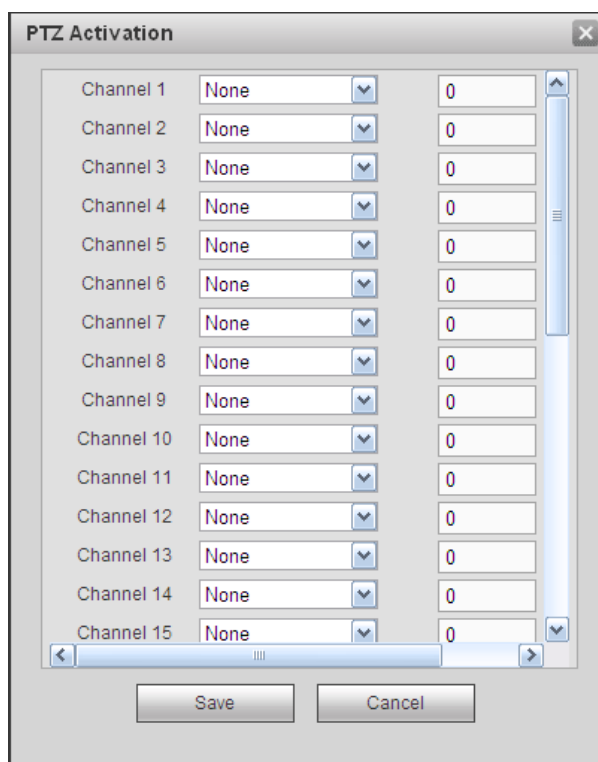 PTZ Activation
Channel 1 None 0
Channel 2 None 0
Channel 3 None 0
Channel 4 None 0
Channel 5 None 0
Channel 6 None 0
Channel 7 None 0
Channel 8 None 0
Channel 9 None 0
Channel 10 None 0
Channel 11 None 0
Channel 12 None 0
Channel 13 None 0
Channel 14 None 0
Channel 15 None 0
Save Cancel